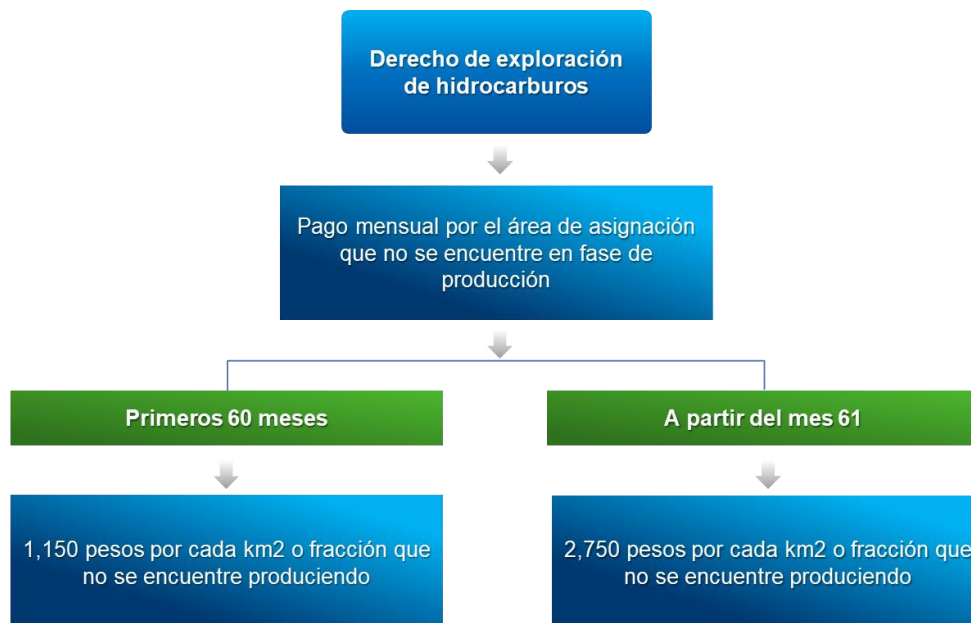 Derecho de exploración
de hidrocarburos
Pago mensual por el área de asignación
que no se encuentre en fase de
producción
Primeros 60 meses
A partir del mes 61
1,150 pesos por cada km2 o fracción que
no se encuentre produciendo
2,750 pesos por cada km2 o fracción que
no se encuentre produciendo